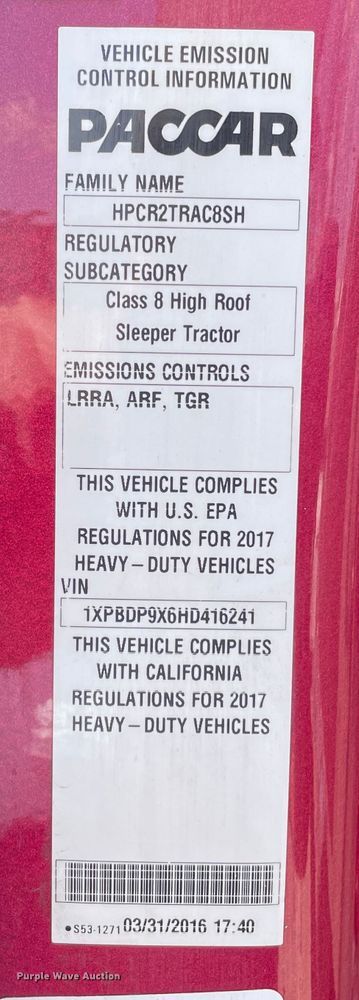 VEHICLE EMISSION
CONTROL INFORMATION
PACCAR
FAMILY NAME
HPCR2TRAC8SH
REGULATORY
SUBCATEGORY
Class 8 High Roof
Sleeper Tractor
EMISSIONS CONTROLS
LRRA, ARF, TGR
THIS VEHICLE COMPLIES
WITH U.S. EPA
REGULATIONS FOR 2017
HEAVY–DUTY VEHICLES
VIN
1XPBDP9X6HD416241
THIS VEHICLE COMPLIES
WITH CALIFORNIA
REGULATIONS FOR 2017
HEAVY–DUTY VEHICLES
●S53-1271 03/31/2016 17:40
Purple Wave Auction